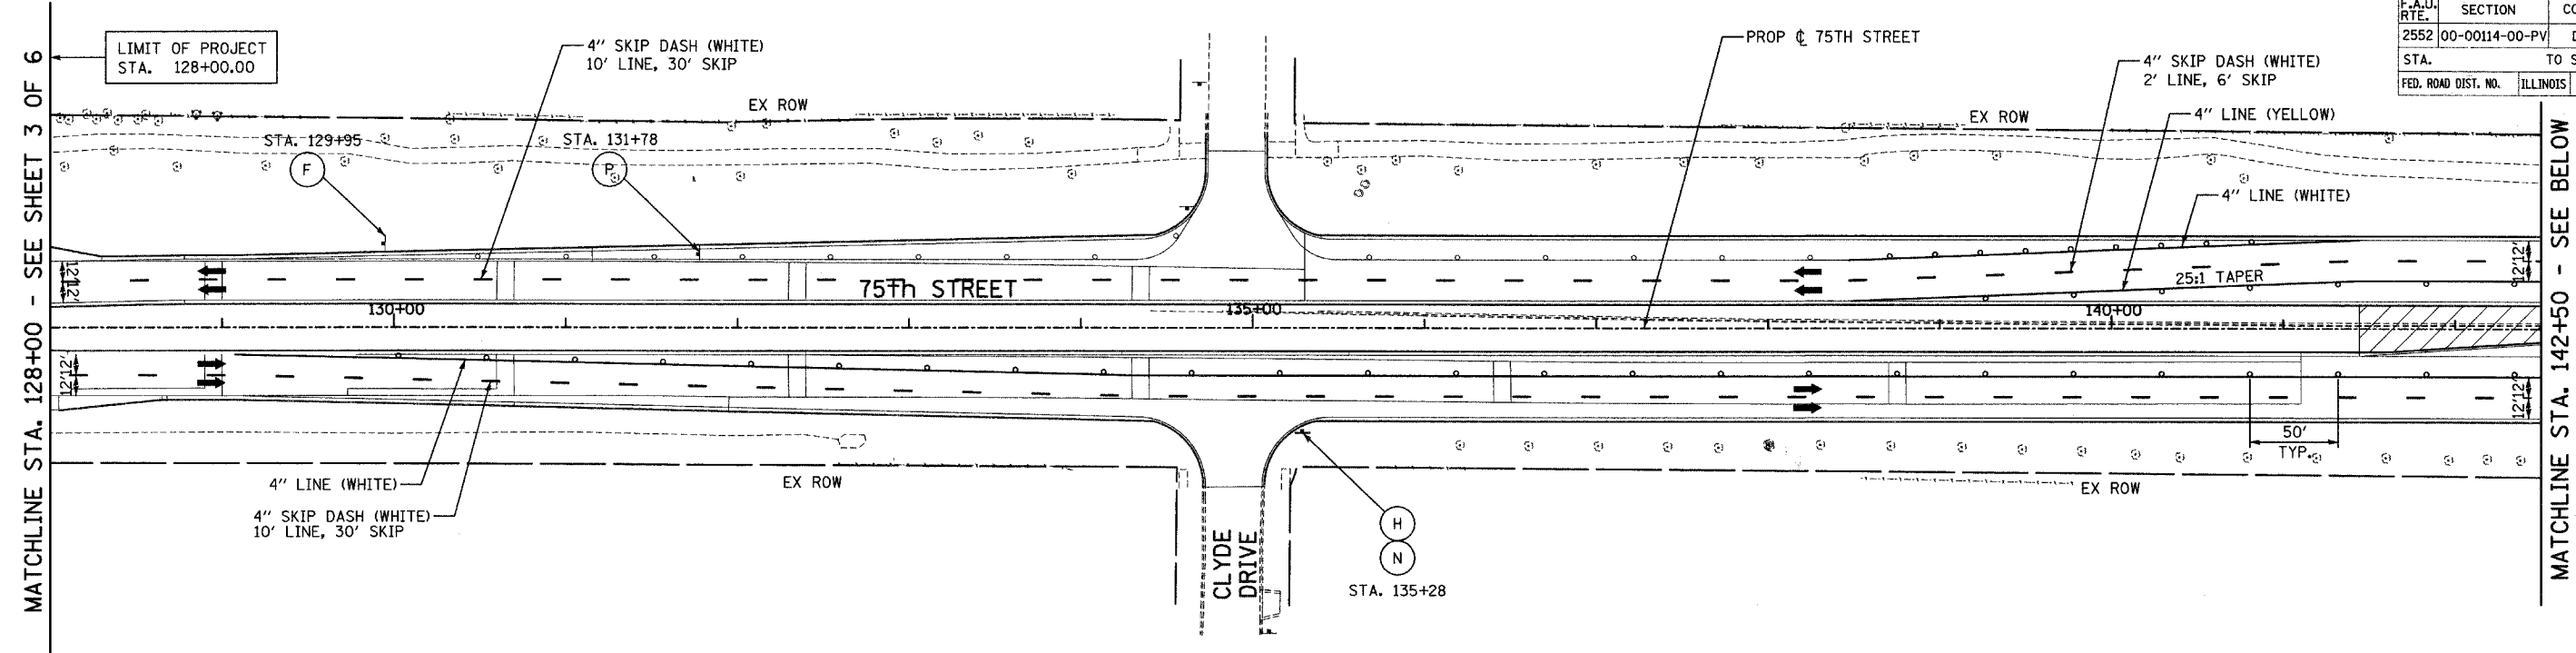 MATCHLINE STA. 128+00 - SEE SHEET 3 OF 6
LIMIT OF PROJECT
STA. 128+00.00
4" SKIP DASH (WHITE)
10' LINE, 30' SKIP
EX ROW
STA. 129+95
F
STA. 131+78
P
PROP ℄ 75TH STREET
4" SKIP DASH (WHITE)
2' LINE, 6' SKIP
4" LINE (YELLOW)
EX ROW
4" LINE (WHITE)
F.A.U.
RTE.
SECTION
2552
00-00114-00-PV
STA.
TO
FED. ROAD DIST. NO.
ILLINOIS
12'
12'
75Th STREET
25:1 TAPER
12'
12'
130+00
135+00
140+00
12'
12'
12'
12'
50'
TYP.
4" LINE (WHITE)
4" SKIP DASH (WHITE)
10' LINE, 30' SKIP
EX ROW
EX ROW
CLYDE
DRIVE
H
N
STA. 135+28
MATCHLINE STA. 142+50 - SEE BELOW